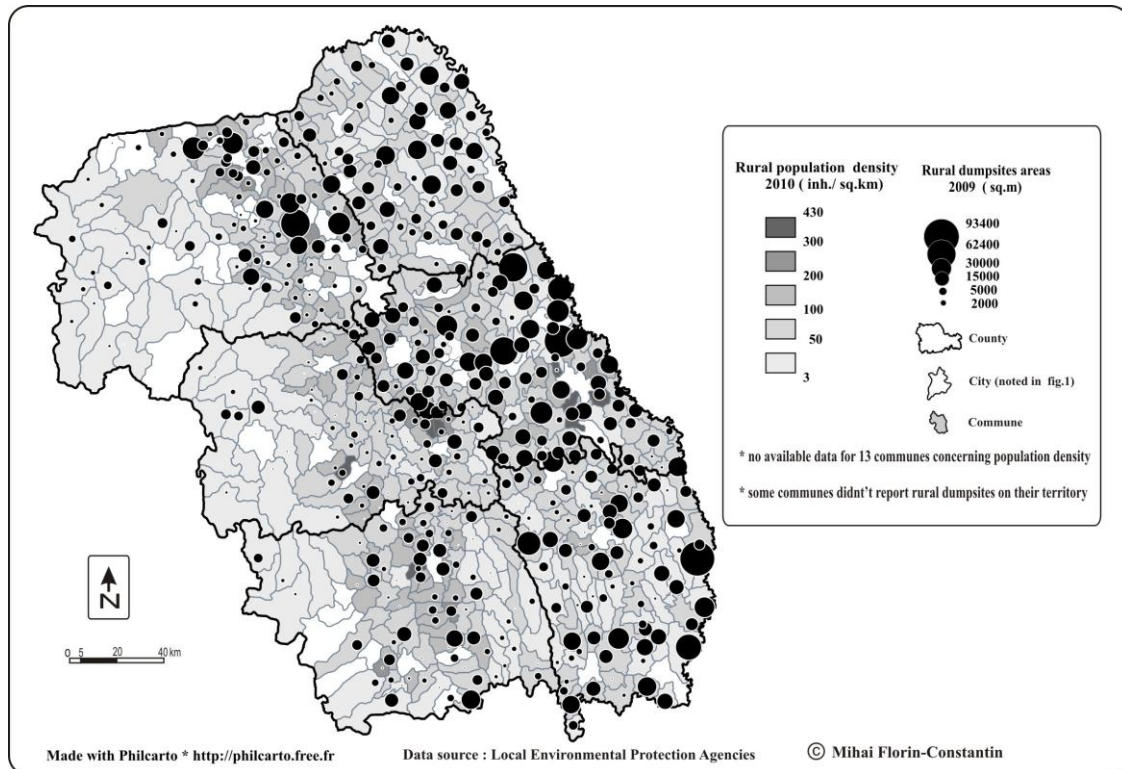 Rural population density
2010 ( inh./ sq.km)
430
300
200
100
50
3
Rural dumpsites areas
2009 ( sq.m)
93400
62400
30000
15000
5000
2000
County
City (noted in fig.1)
Commune
* no available data for 13 communes concerning population density
* some communes didnt't report rural dumpsites on their territory
N
0 5 20 40 km
Made with Philcarto * http://philcarto.free.fr
Data source : Local Environmental Protection Agencies
© Mihai Florin-Constantin